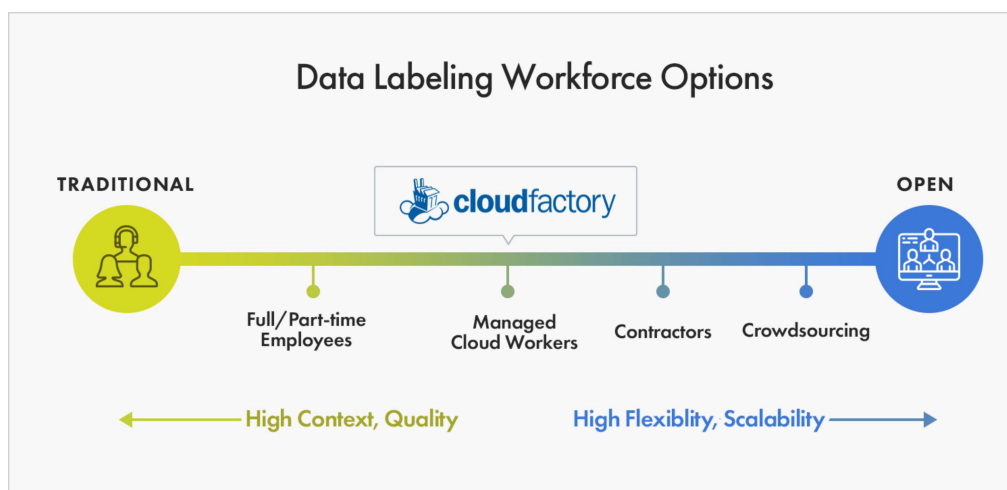 Data Labeling Workforce Options
TRADITIONAL
cloudfactory
OPEN
Full/Part-time
Employees
Managed
Cloud Workers
Contractors
Crowdsourcing
High Context, Quality
High Flexiblity, Scalability